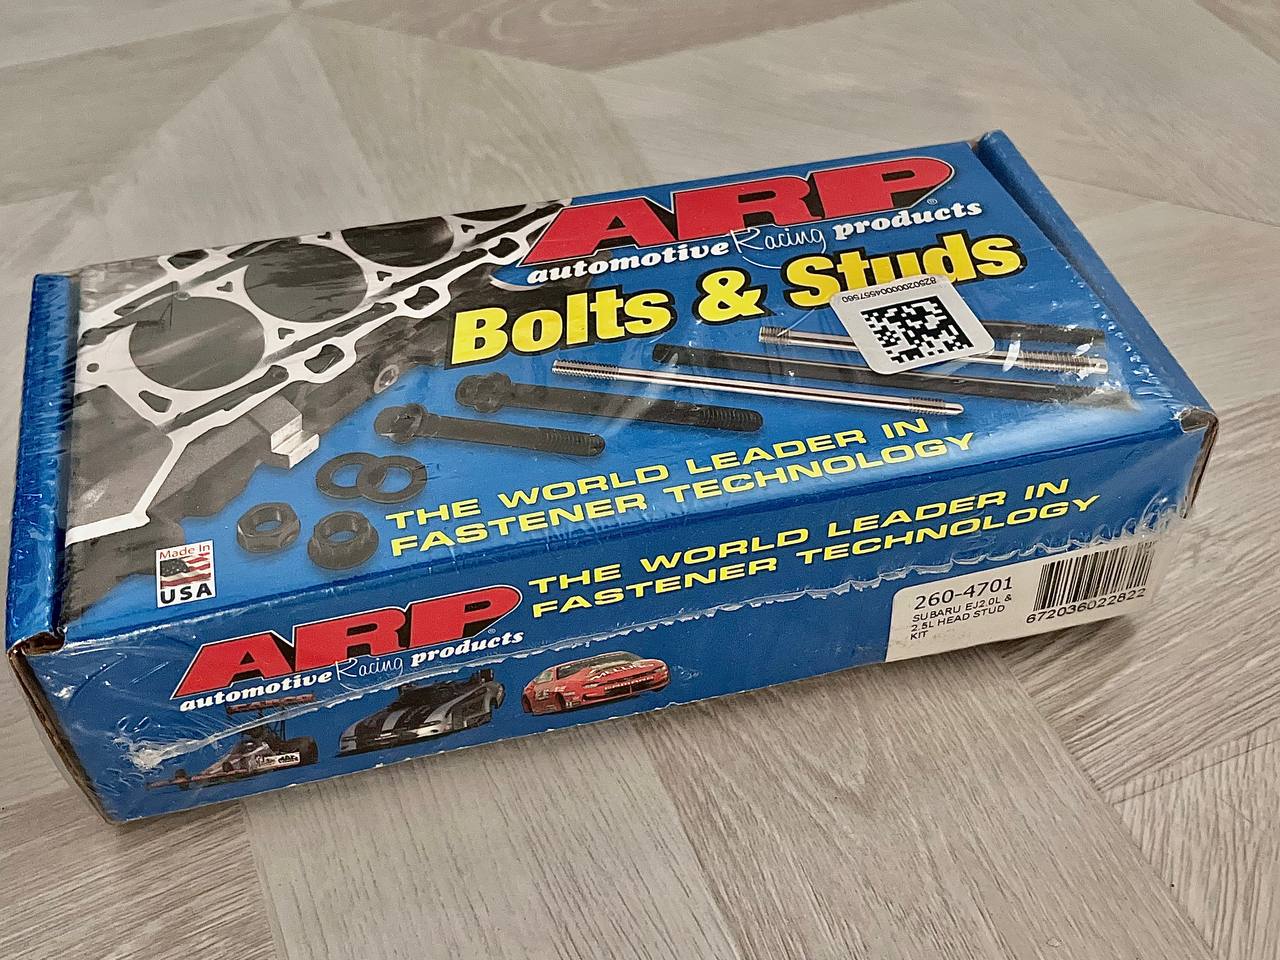 ARP
®
automotive Racing products
Bolts & Studs
8250200004557560
THE WORLD LEADER IN
FASTENER TECHNOLOGY
Made In
USA
THE WORLD LEADER IN
FASTENER TECHNOLOGY
ARP
automotive Racing products
260-4701
SUBARU EJ2.0L &
2.5L HEAD STUD
KIT
672036022822